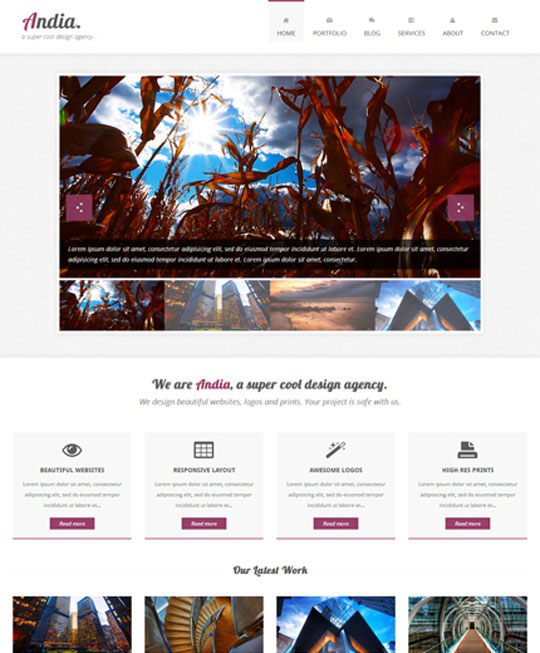 Andia.
a super cool design agency...
HOME PORTFOLIO BLOG SERVICES ABOUT CONTACT
Lorem ipsum dolor sit amet, consectetur adipisicing elit, sed do eiusmod tempor incididunt ut labore et. Lorem ipsum dolor sit amet,
consectetur adipisicing elit, sed do eiusmod tempor incididunt ut labore et. Lorem ipsum dolor sit amet, consectetur.
We are Andia, a super cool design agency.
We design beautiful websites, logos and prints. Your project is safe with us.
BEAUTIFUL WEBSITES
Lorem ipsum dolor sit amet, consectetur
adipisicing elit, sed do eiusmod tempor
incididunt ut labore et...
Read more
RESPONSIVE LAYOUT
Lorem ipsum dolor sit amet, consectetur
adipisicing elit, sed do eiusmod tempor
incididunt ut labore et...
Read more
AWESOME LOGOS
Lorem ipsum dolor sit amet, consectetur
adipisicing elit, sed do eiusmod tempor
incididunt ut labore et...
Read more
HIGH RES PRINTS
Lorem ipsum dolor sit amet, consectetur
adipisicing elit, sed do eiusmod tempor
incididunt ut labore et...
Read more
Our Latest Work